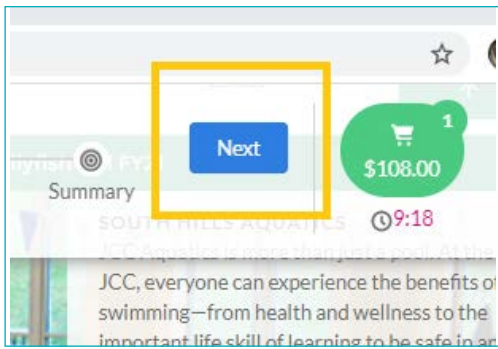 Next
1
$108.00
Summary
9:18
SOUTH HILLS AQUATICS
JCC Aquatics is more than just a pool. At the
JCC, everyone can experience the benefits of
swimming—from health and wellness to the
important life skill of learning to be safe in